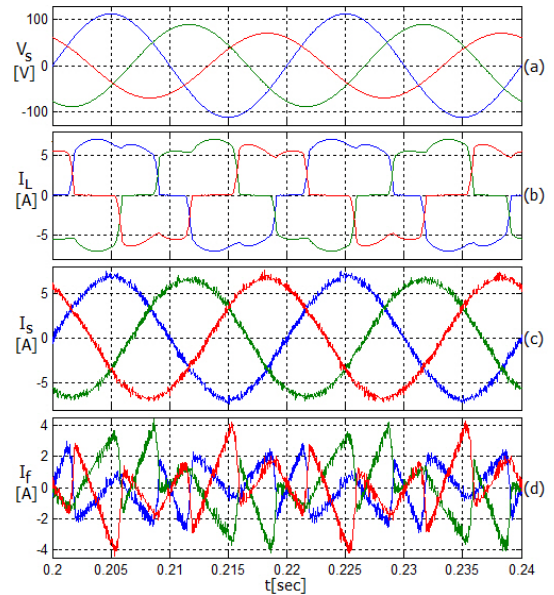 100
V_s
[V]
0
-100
(a)
5
I_L
[A]
0
-5
(b)
5
I_s
[A]
0
-5
(c)
4
2
I_f
[A]
0
-2
-4
(d)
0.2 0.205 0.21 0.215 0.22 0.225 0.23 0.235 0.24
t[sec]